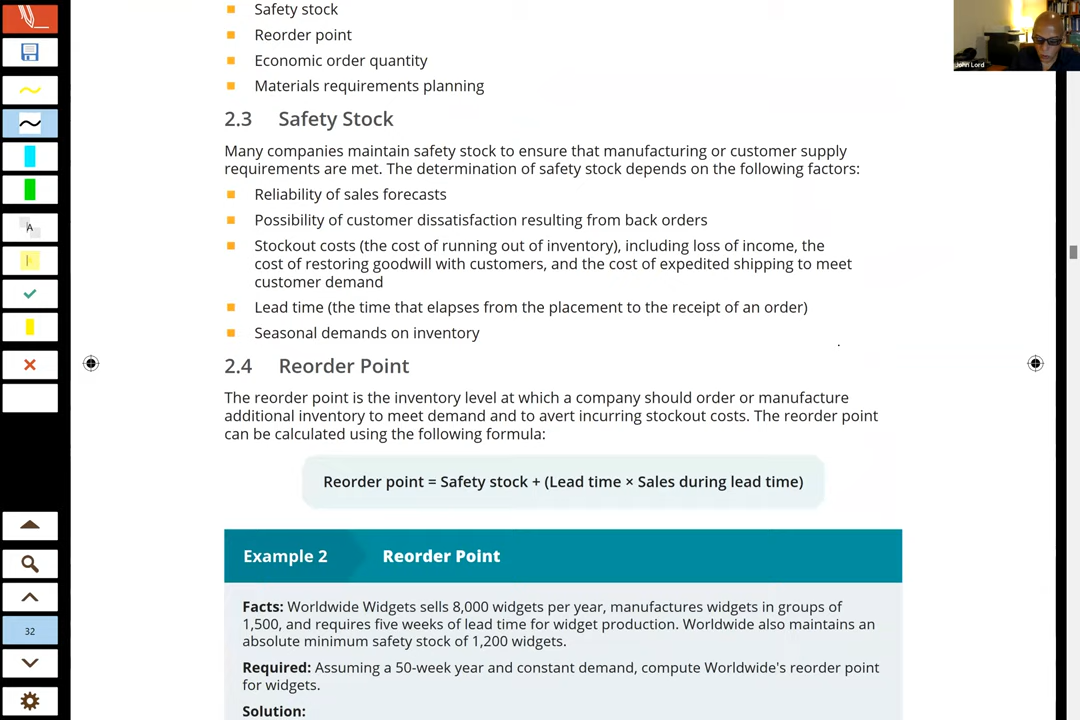 Safety stock
Reorder point
Economic order quantity
Materials requirements planning
2.3 Safety Stock
Many companies maintain safety stock to ensure that manufacturing or customer supply
requirements are met. The determination of safety stock depends on the following factors:
Reliability of sales forecasts
Possibility of customer dissatisfaction resulting from back orders
Stockout costs (the cost of running out of inventory), including loss of income, the
cost of restoring goodwill with customers, and the cost of expedited shipping to meet
customer demand
Lead time (the time that elapses from the placement to the receipt of an order)
Seasonal demands on inventory
2.4 Reorder Point
The reorder point is the inventory level at which a company should order or manufacture
additional inventory to meet demand and to avert incurring stockout costs. The reorder point
can be calculated using the following formula:
Reorder point = Safety stock + (Lead time × Sales during lead time)
Example 2 Reorder Point
Facts: Worldwide Widgets sells 8,000 widgets per year, manufactures widgets in groups of
1,500, and requires five weeks of lead time for widget production. Worldwide also maintains an
absolute minimum safety stock of 1,200 widgets.
Required: Assuming a 50-week year and constant demand, compute Worldwide's reorder point
for widgets.
Solution:
John Lord
A
32